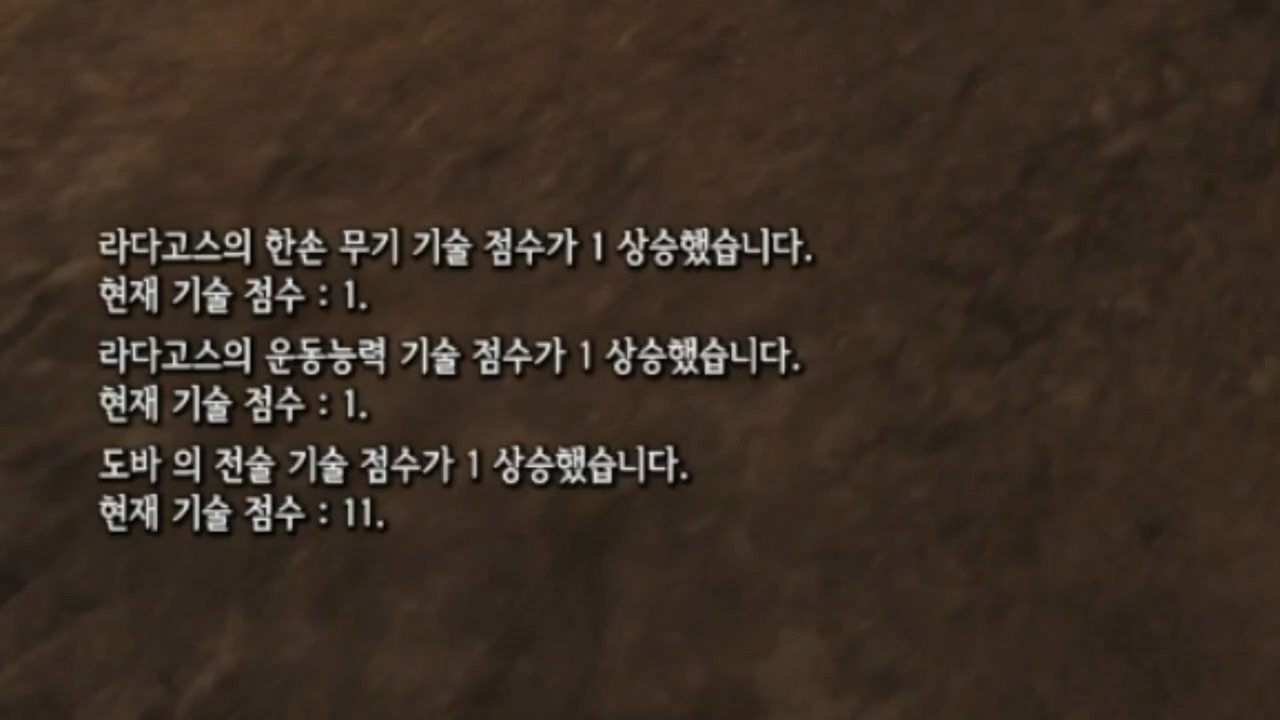 라다고스의 한손 무기 기술 점수가 1 상승했습니다.
현재 기술 점수 : 1.
라다고스의 운동능력 기술 점수가 1 상승했습니다.
현재 기술 점수 : 1.
도바 의 전술 기술 점수가 1 상승했습니다.
현재 기술 점수 : 11.